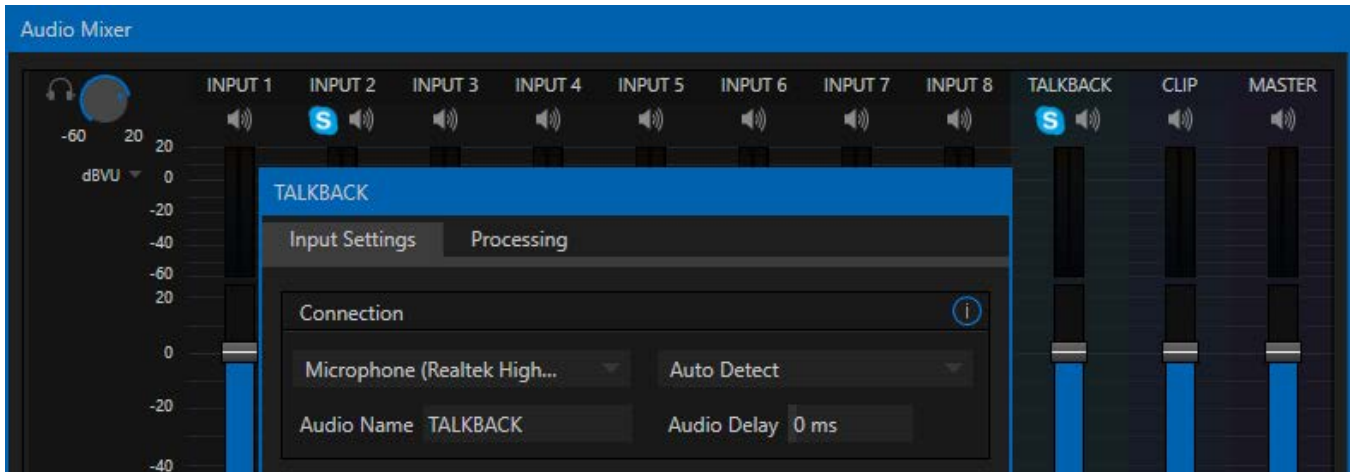 Audio Mixer
INPUT 1 INPUT 2 INPUT 3 INPUT 4 INPUT 5 INPUT 6 INPUT 7 INPUT 8 TALKBACK CLIP MASTER
S S
-60 20
20
dBVU 0
-20
-40
-60
20
0
-20
-40
TALKBACK
Input Settings Processing
Connection i
Microphone (Realtek High... Auto Detect
Audio Name TALKBACK Audio Delay 0 ms